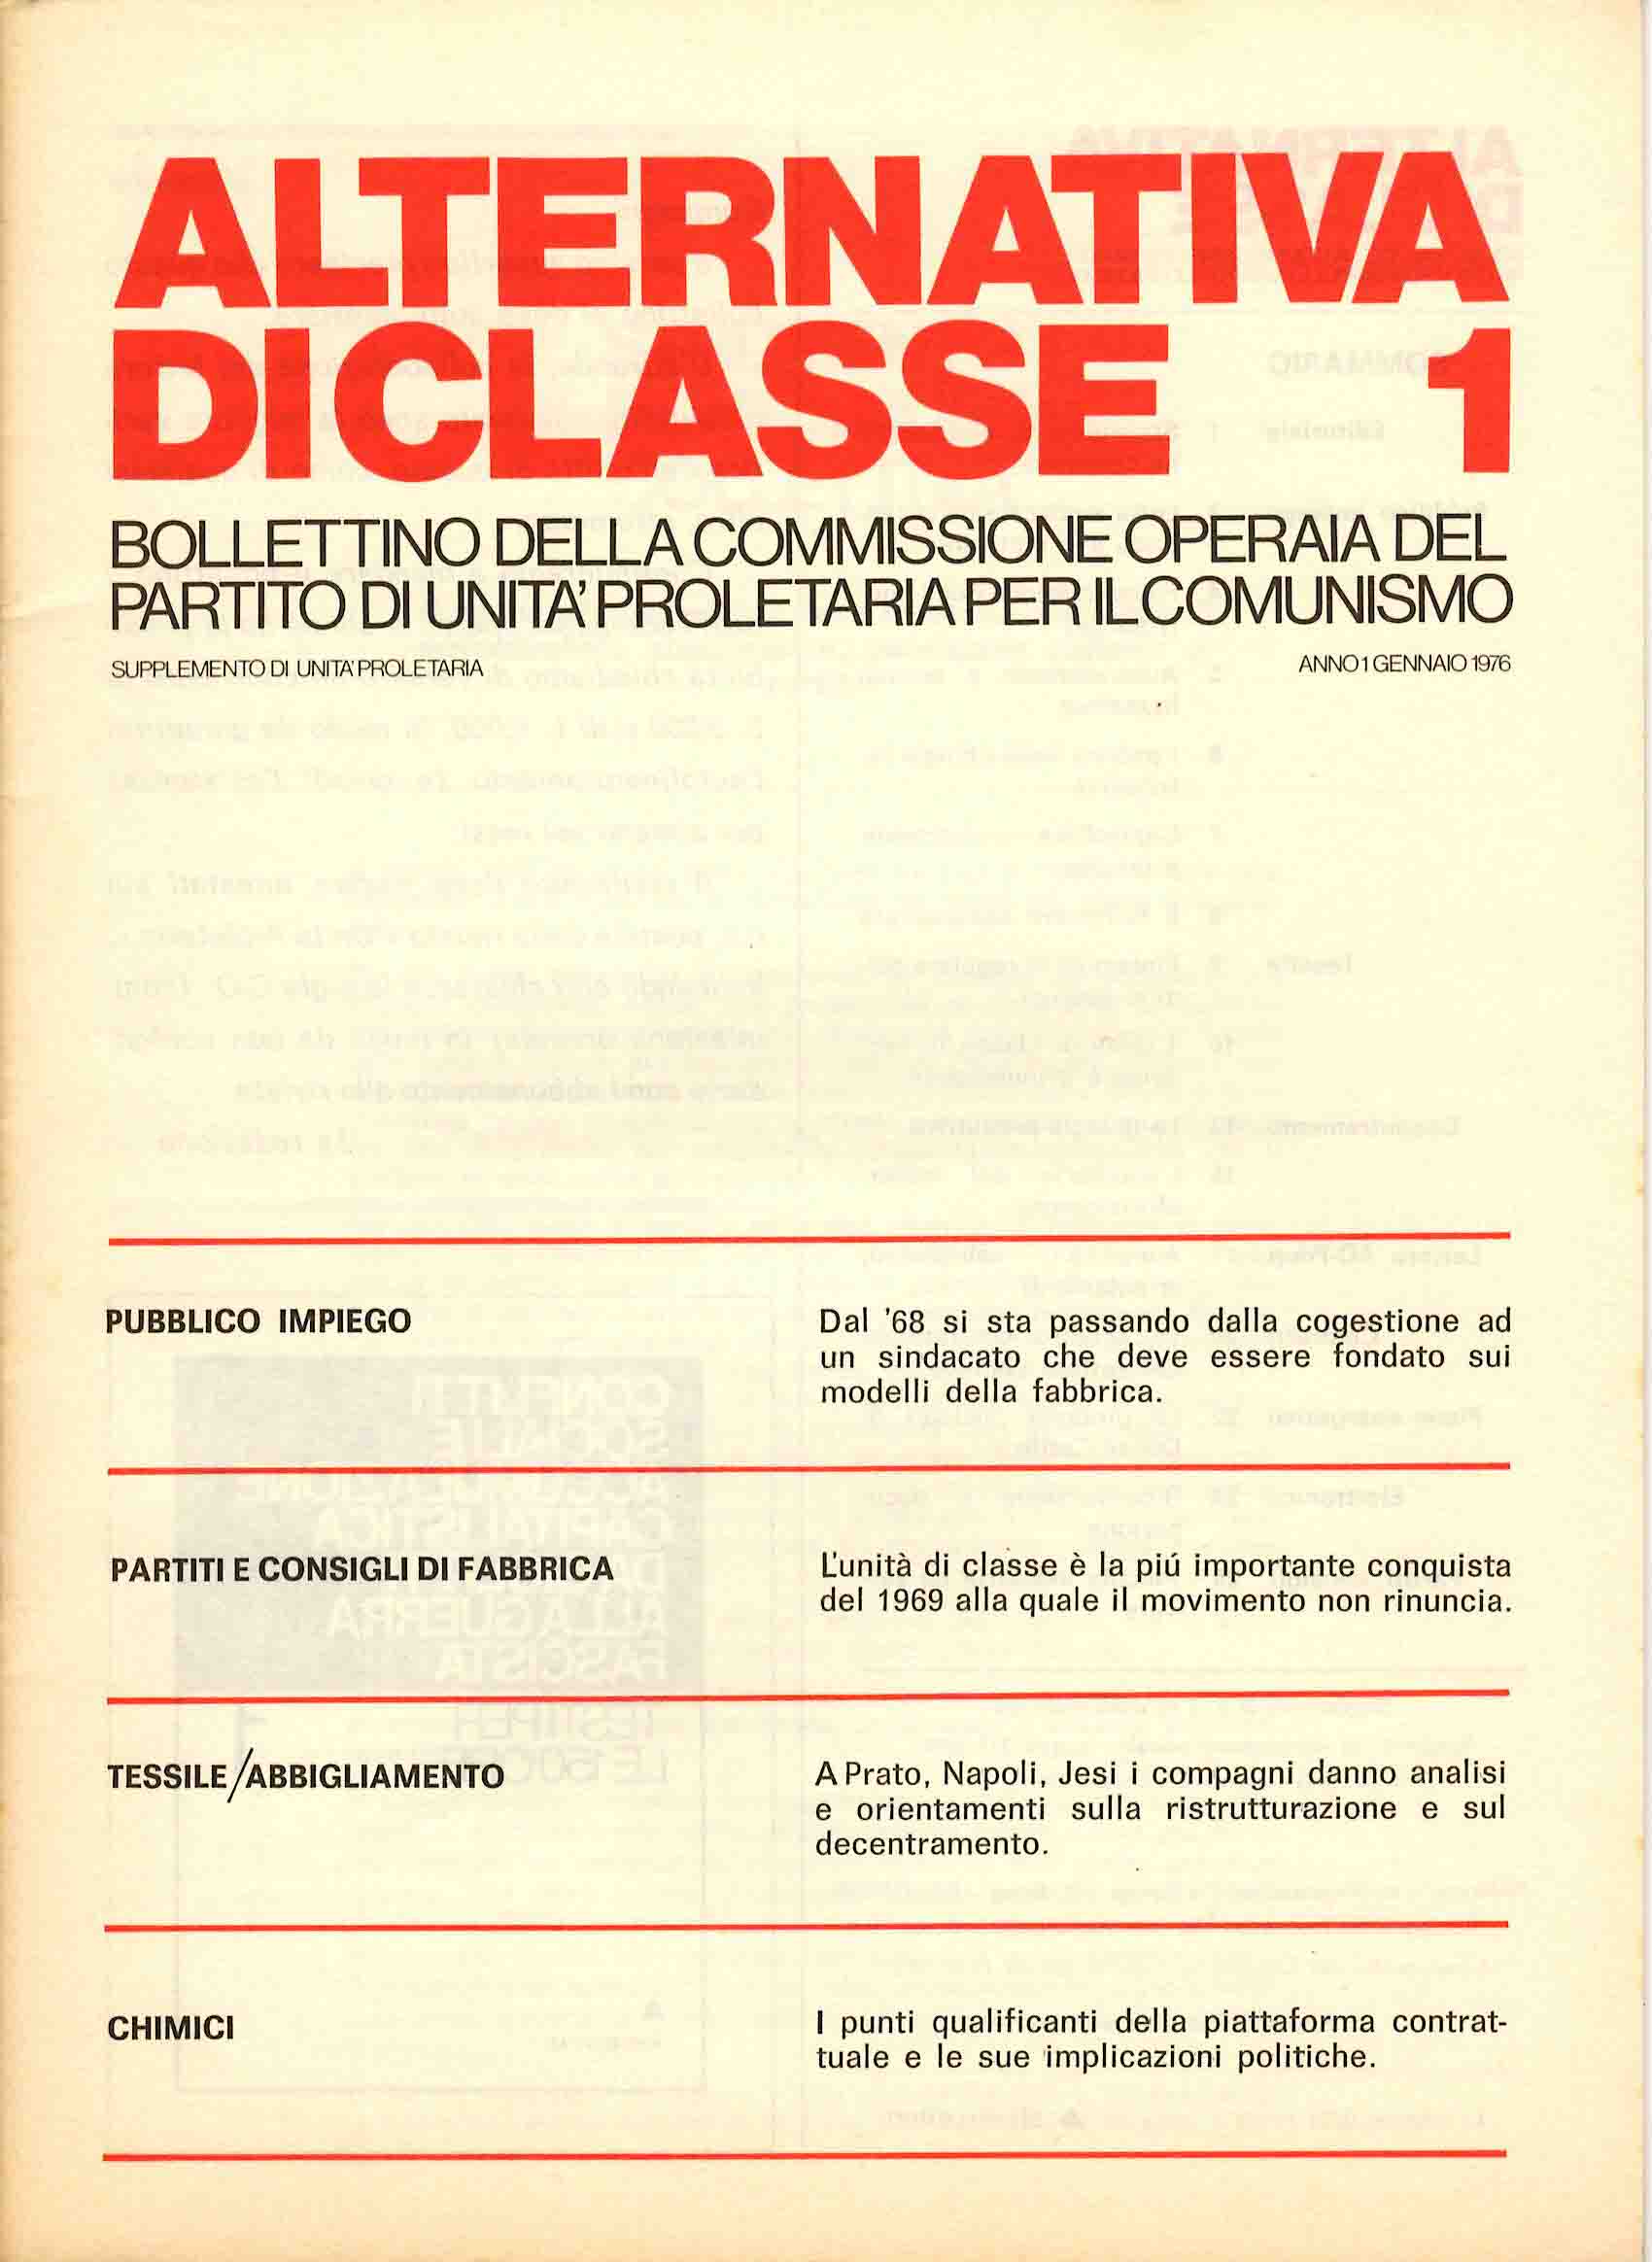 ALTERNATIVA
DI CLASSE 1
BOLLETTINO DELLA COMMISSIONE OPERAIA DEL
PARTITO DI UNITA' PROLETARIA PER IL COMUNISMO
SUPPLEMENTO DI UNITA' PROLETARIA
ANNO 1 GENNAIO 1976
PUBBLICO IMPIEGO
Dal '68 si sta passando dalla cogestione ad
un sindacato che deve essere fondato sui
modelli della fabbrica.
PARTITI E CONSIGLI DI FABBRICA
L'unità di classe è la piú importante conquista
del 1969 alla quale il movimento non rinuncia.
TESSILE/ABBIGLIAMENTO
A Prato, Napoli, Jesi i compagni danno analisi
e orientamenti sulla ristrutturazione e sul
decentramento.
CHIMICI
I punti qualificanti della piattaforma contrat-
tuale e le sue implicazioni politiche.